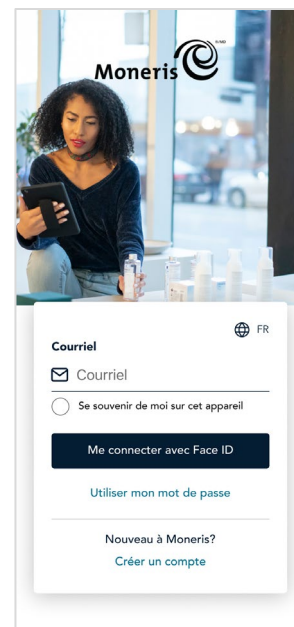 Moneris
FR
Courriel
Courriel
Se souvenir de moi sur cet appareil
Me connecter avec Face ID
Utiliser mon mot de passe
Nouveau à Moneris?
Créer un compte